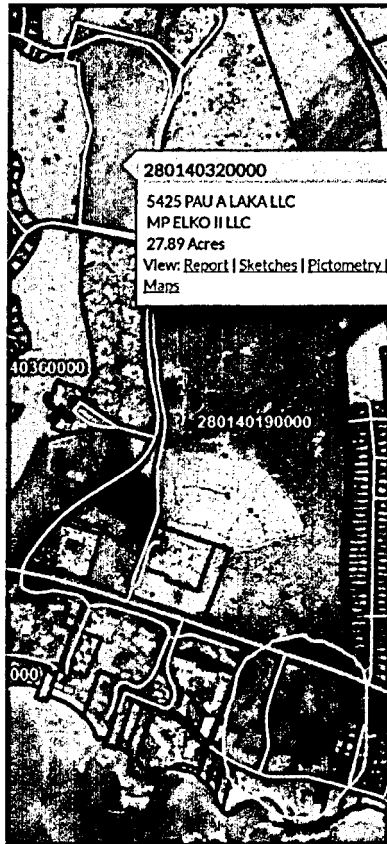 280140320000
5425 PAU A LAKA LLC
MP ELKO II LLC
27.89 Acres
View: Report | Sketches | Pictometry |
Maps
40360000
280140190000
000